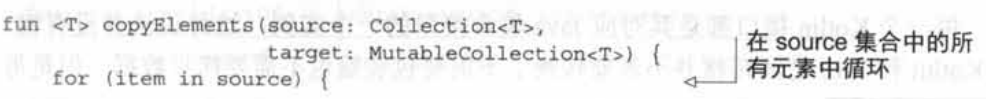 fun <T> copyElements(source: Collection<T>,
target: MutableCollection<T>) {
for (item in source) {
在 source 集合中的所
有元素中循环